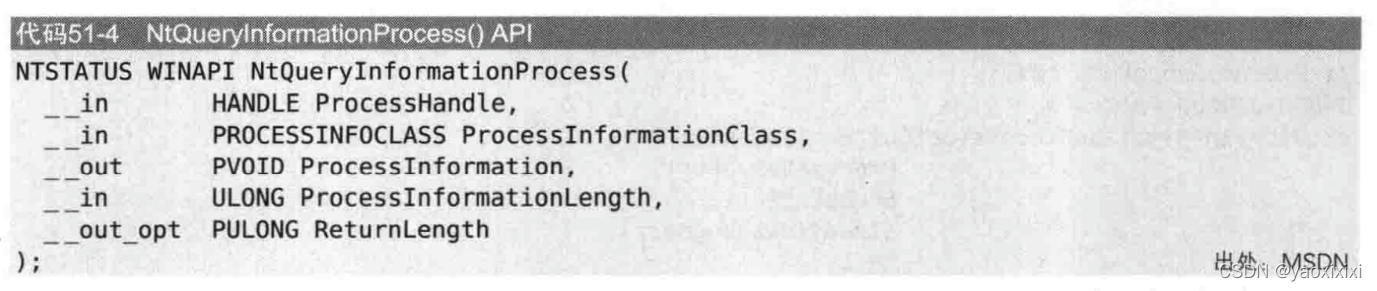 代码51-4 NtQueryInformationProcess() API
NTSTATUS WINAPI NtQueryInformationProcess(
__in HANDLE ProcessHandle,
__in PROCESSINFOCLASS ProcessInformationClass,
__out PVOID ProcessInformation,
__in ULONG ProcessInformationLength,
__out_opt PULONG ReturnLength
);
出处：MSDN
CSDN @yaoxixixi